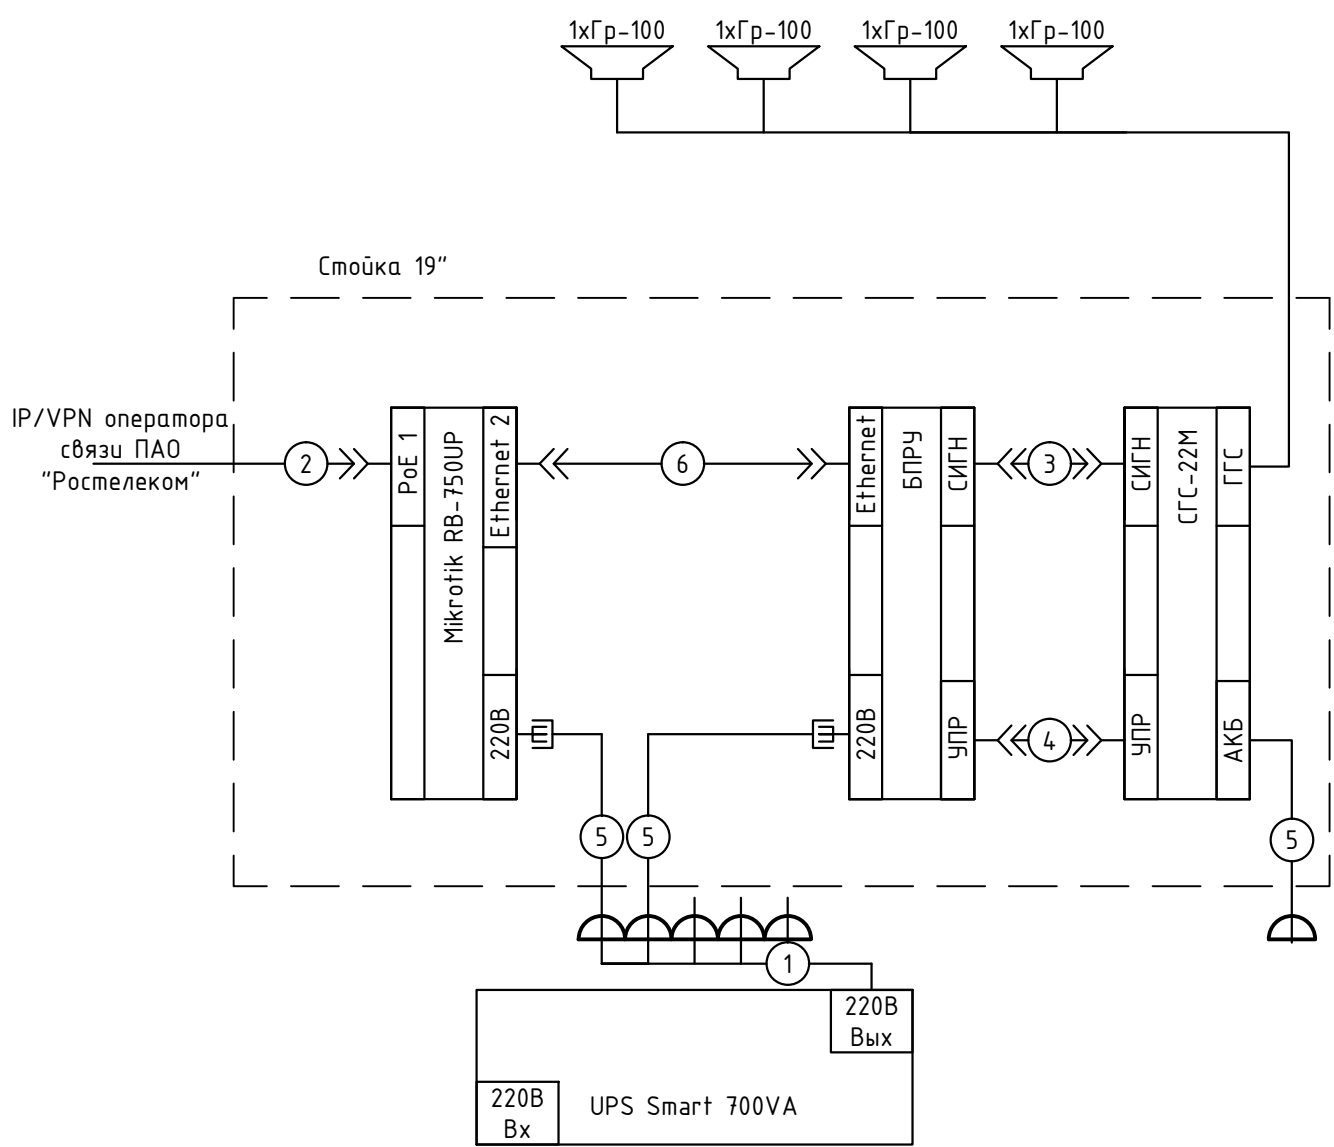 1хГр-100 1хГр-100 1хГр-100 1хГр-100
Стойка 19"
IP/VPN оператора
связи ПАО
"Ростелеком"
2
PoE 1
Mikrotik RB-750UP
Ethernet 2
220В
6
Ethernet
БПРУ
СИГН
220В
УПР
3
4
СИГН
СГС-22М
ГГС
УПР
АКБ
5
5
5
1
220В
Вых
220В
Вх
UPS Smart 700VA